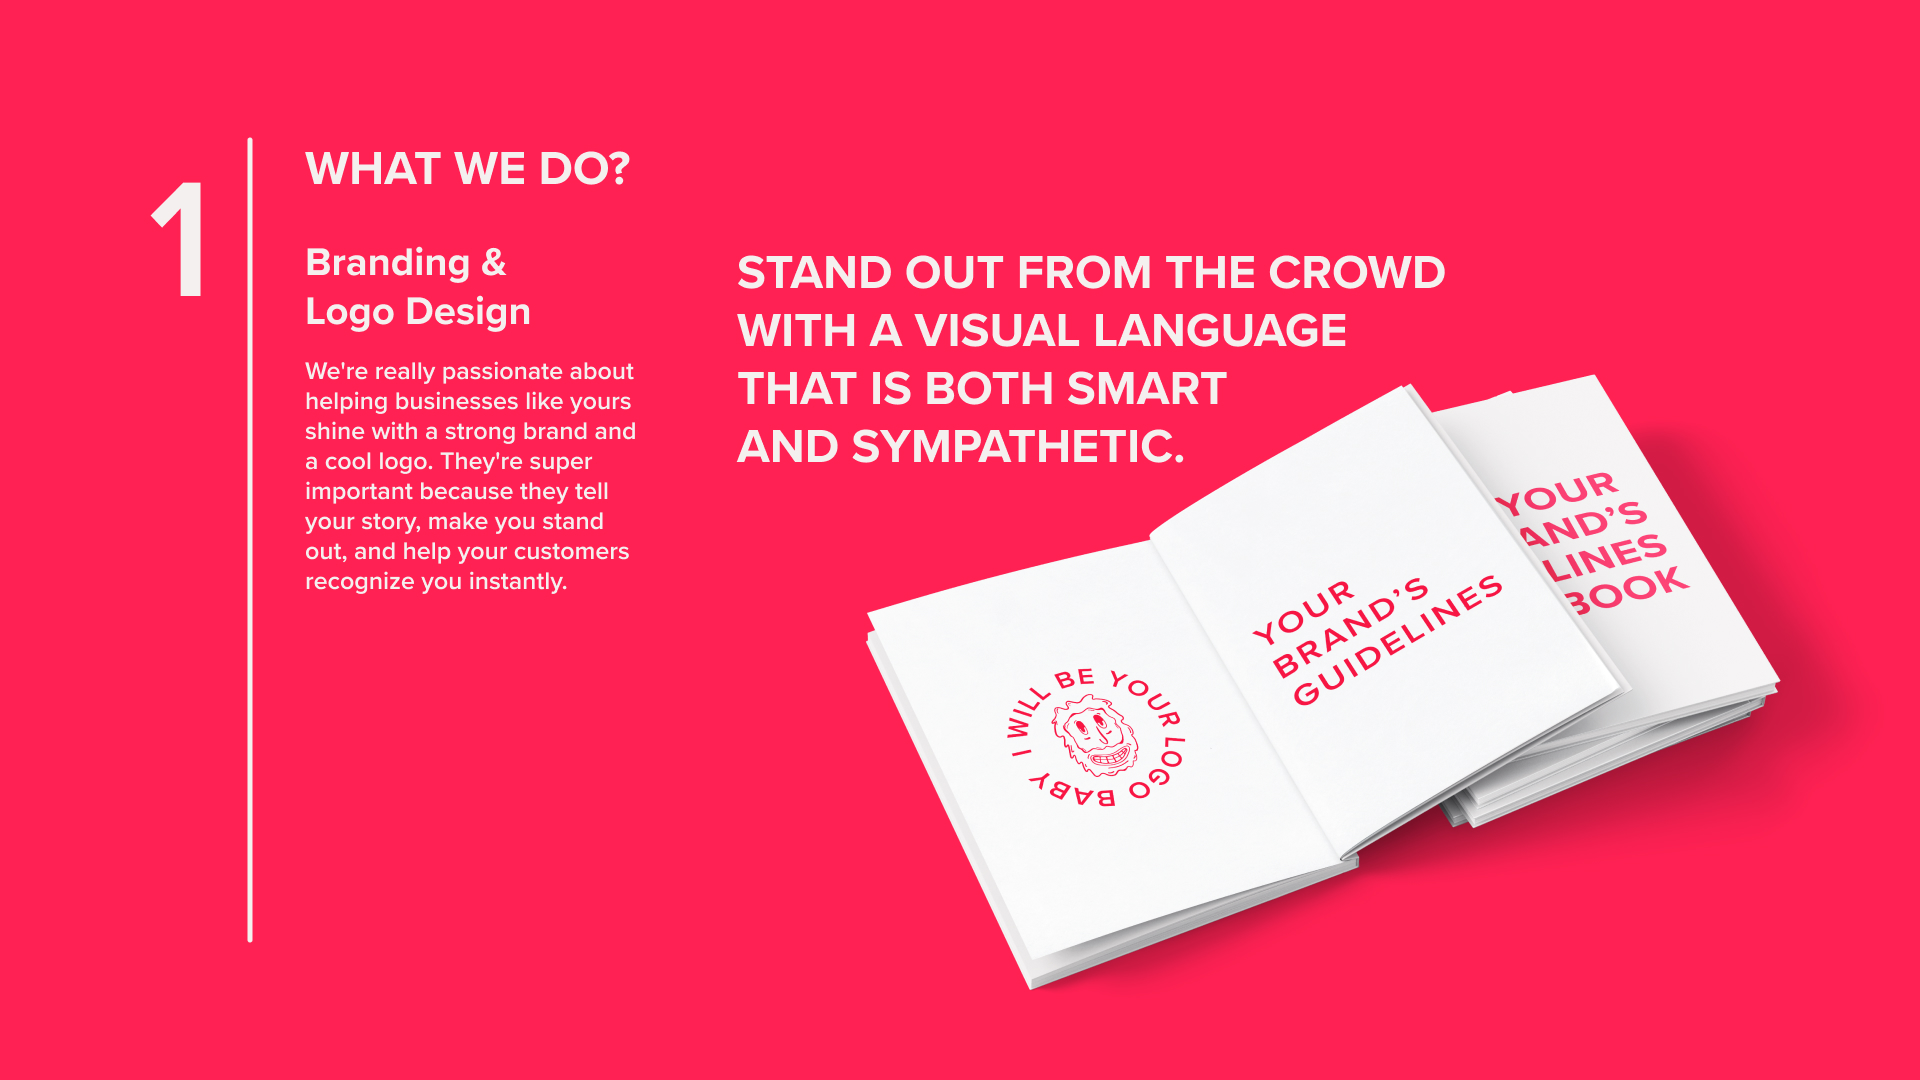 1
WHAT WE DO?
Branding &
Logo Design
We're really passionate about
helping businesses like yours
shine with a strong brand and
a cool logo. They're super
important because they tell
your story, make you stand
out, and help your customers
recognize you instantly.
STAND OUT FROM THE CROWD
WITH A VISUAL LANGUAGE
THAT IS BOTH SMART
AND SYMPATHETIC.
I WILL BE YOUR LOGO BABY
YOUR
BRAND'S
GUIDELINES
YOUR
AND'S
LINES
BOOK